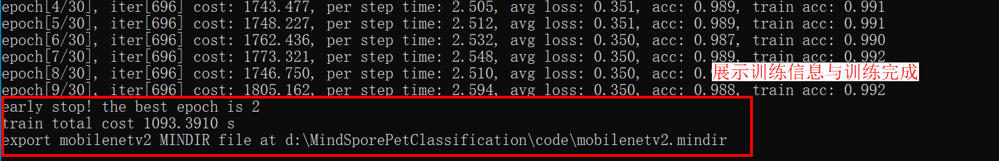 epoch[4/30], iter[696] cost: 1743.477, per step time: 2.505, avg loss: 0.351, acc: 0.989, train acc: 0.991
epoch[5/30], iter[696] cost: 1748.227, per step time: 2.512, avg loss: 0.351, acc: 0.989, train acc: 0.991
epoch[6/30], iter[696] cost: 1762.436, per step time: 2.532, avg loss: 0.350, acc: 0.987, train acc: 0.990
epoch[7/30], iter[696] cost: 1773.321, per step time: 2.548, avg loss: 0.350, acc: 0.989, train acc: 0.992
epoch[8/30], iter[696] cost: 1746.750, per step time: 2.510, avg loss: 0.350, acc: 0.
展示训练信息与训练完成
epoch[9/30], iter[696] cost: 1805.162, per step time: 2.594, avg loss: 0.350, acc: 0.988, train acc: 0.992
early stop! the best epoch is 2
train total cost 1093.3910 s
export mobilenetv2 MINDIR file at d:\MindSporePetClassification\code\mobilenetv2.mindir